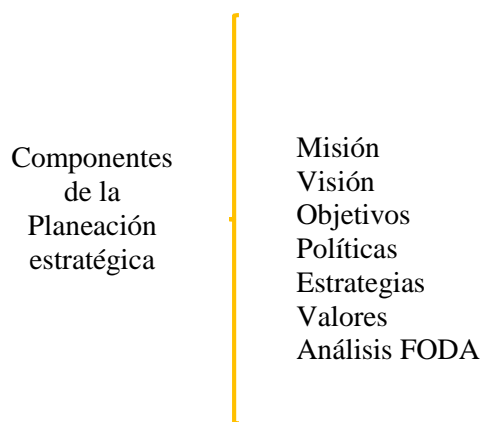 Componentes
de la
Planeación
estratégica
Misión
Visión
Objetivos
Políticas
Estrategias
Valores
Análisis FODA